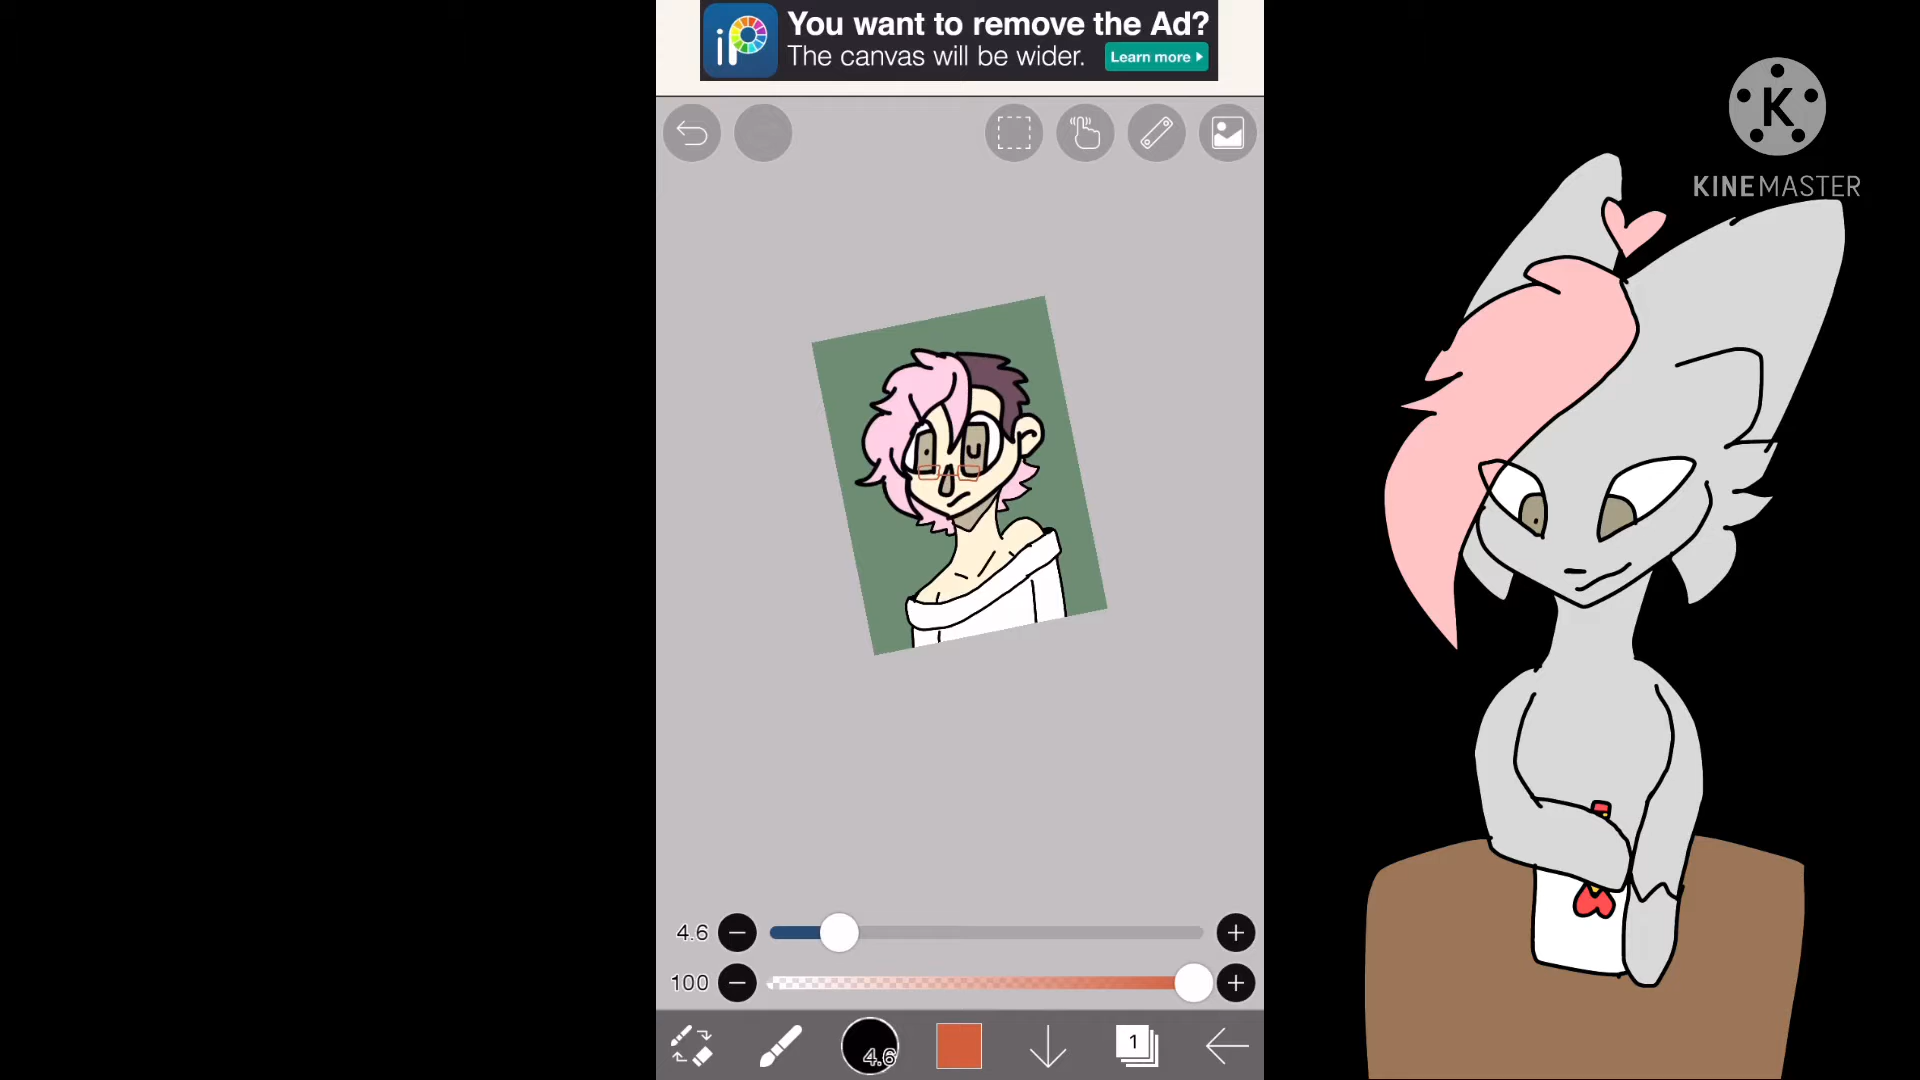 iP
You want to remove the Ad?
The canvas will be wider.
Learn more
K
KINEMASTER
4.6
100
4.6
1